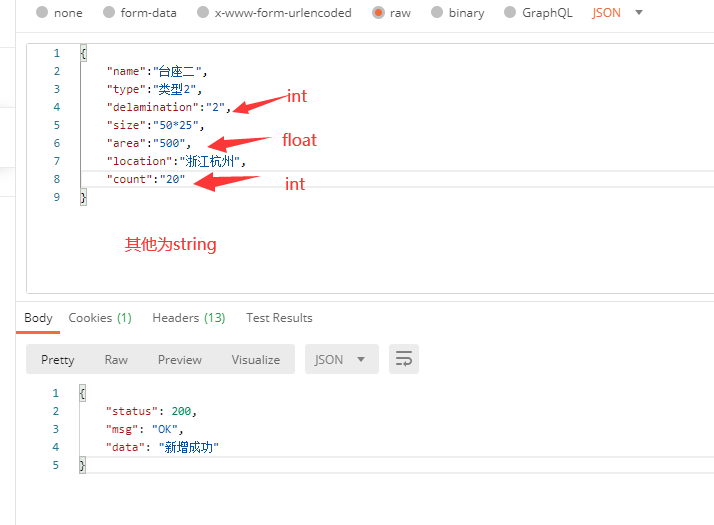 none form-data x-www-form-urlencoded raw binary GraphQL JSON
1 {
2 "name":"台座二",
3 "type":"类型2",
4 "delamination":"2", int
5 "size":"50*25",
6 "area":"500", float
7 "location":"浙江杭州",
8 "count":"20" int
9 }
其他为string
Body Cookies (1) Headers (13) Test Results
Pretty Raw Preview Visualize JSON
1 {
2 "status": 200,
3 "msg": "OK",
4 "data": "新增成功"
5 }